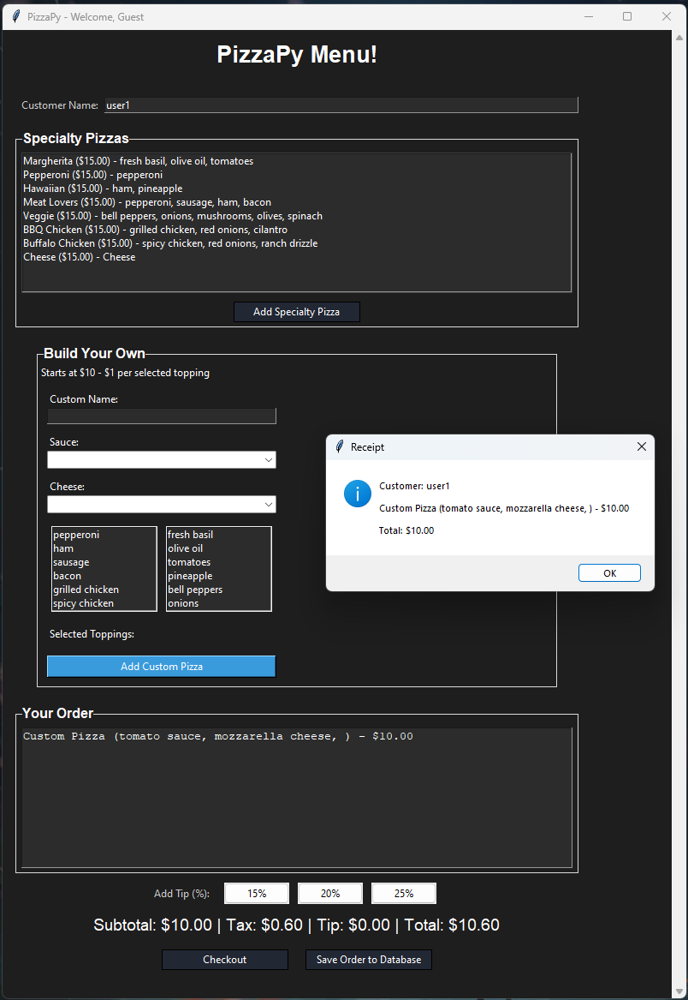 PizzaPy - Welcome, Guest
PizzaPy Menu!
Customer Name: user1
Specialty Pizzas
Margherita ($15.00) - fresh basil, olive oil, tomatoes
Pepperoni ($15.00) - pepperoni
Hawaiian ($15.00) - ham, pineapple
Meat Lovers ($15.00) - pepperoni, sausage, ham, bacon
Veggie ($15.00) - bell peppers, onions, mushrooms, olives, spinach
BBQ Chicken ($15.00) - grilled chicken, red onions, cilantro
Buffalo Chicken ($15.00) - spicy chicken, red onions, ranch drizzle
Cheese ($15.00) - Cheese
Add Specialty Pizza
Build Your Own
Starts at $10 - $1 per selected topping
Custom Name:
Sauce:
Cheese:
pepperoni
ham
sausage
bacon
grilled chicken
spicy chicken
fresh basil
olive oil
tomatoes
pineapple
bell peppers
onions
Selected Toppings:
Add Custom Pizza
Receipt
Customer: user1
Custom Pizza (tomato sauce, mozzarella cheese, ) - $10.00
Total: $10.00
OK
Your Order
Custom Pizza (tomato sauce, mozzarella cheese, ) - $10.00
Add Tip (%): 15% 20% 25%
Subtotal: $10.00 | Tax: $0.60 | Tip: $0.00 | Total: $10.60
Checkout Save Order to Database